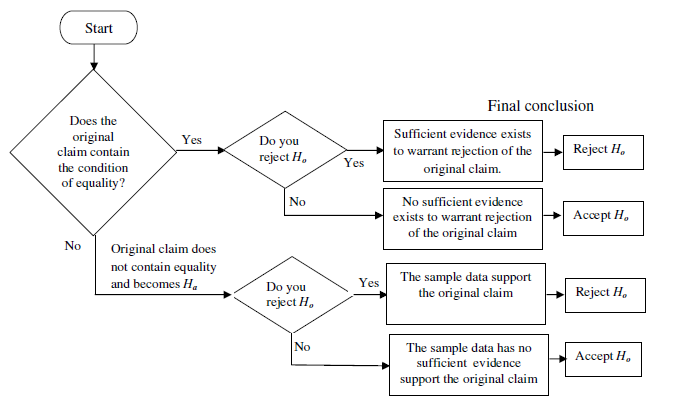 Start
Final conclusion
Does the
original
claim contain
the condition
of equality?
Yes
Do you
reject Ho
Yes
Sufficient evidence exists
to warrant rejection of the
original claim.
Reject Ho
No
No sufficient evidence
exists to warrant rejection
of the original claim
Accept Ho
No
Original claim does
not contain equality
and becomes Ha
Do you
reject Ho
Yes
The sample data support
the original claim
Reject Ho
No
The sample data has no
sufficient evidence
support the original claim
Accept Ho